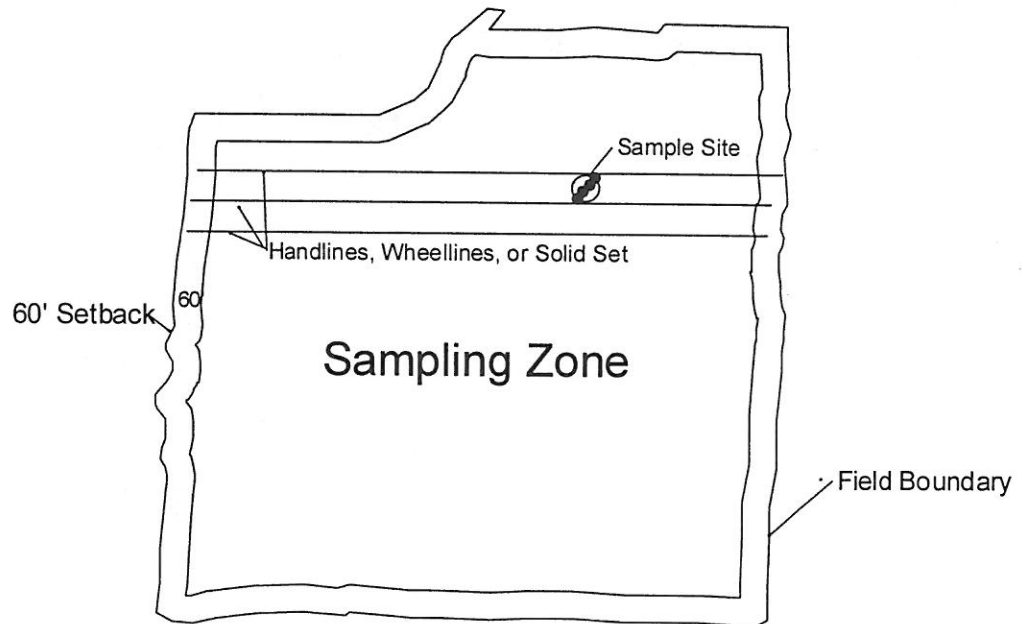 Sample Site
Handlines, Wheellines, or Solid Set
60
60' Setback
Sampling Zone
Field Boundary